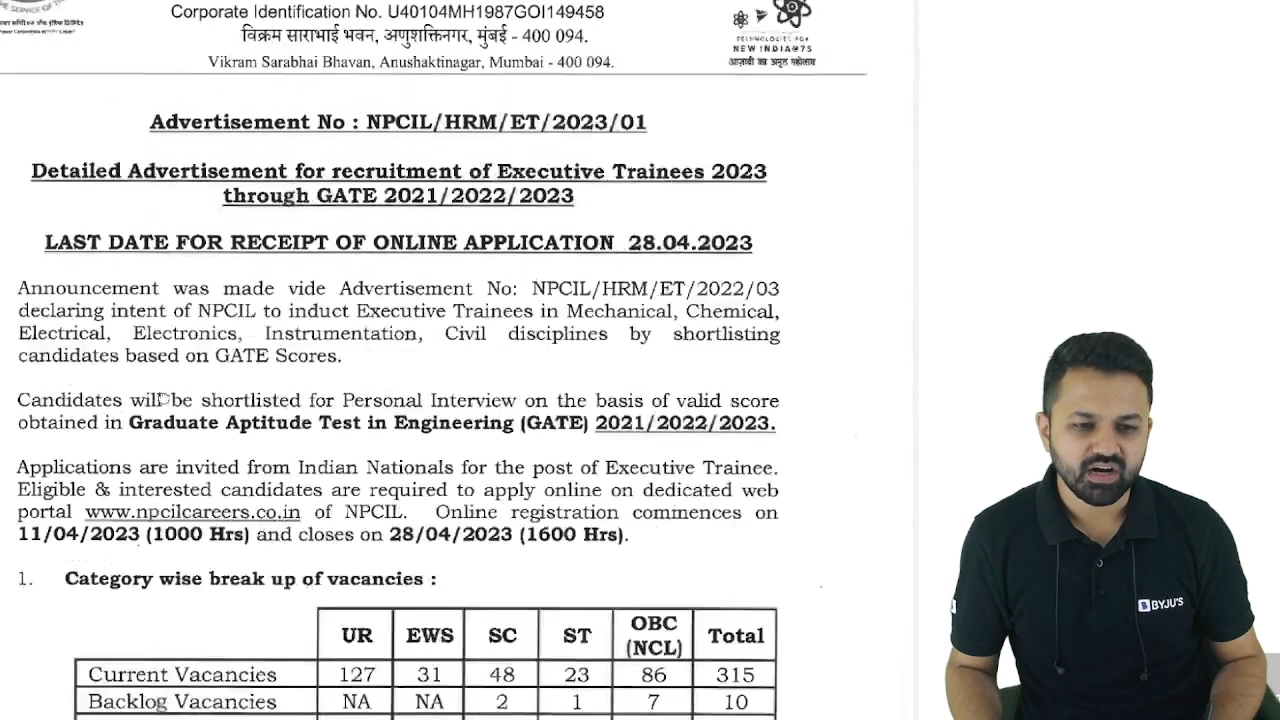 Corporate Identification No. U40104MH1987GOI149458
विक्रम साराभाई भवन, अणुशक्तिनगर, मुंबई - 400 094.
Vikram Sarabhai Bhavan, Anushaktinagar, Mumbai - 400 094.
TECHNOLOGIES FOR
NEW INDIA@75
आज़ादी का अमृत महोत्सव
Advertisement No : NPCIL/HRM/ET/2023/01
Detailed Advertisement for recruitment of Executive Trainees 2023
through GATE 2021/2022/2023
LAST DATE FOR RECEIPT OF ONLINE APPLICATION 28.04.2023
Announcement was made vide Advertisement No: NPCIL/HRM/ET/2022/03
declaring intent of NPCIL to induct Executive Trainees in Mechanical, Chemical,
Electrical, Electronics, Instrumentation, Civil disciplines by shortlisting
candidates based on GATE Scores.
Candidates will be shortlisted for Personal Interview on the basis of valid score
obtained in Graduate Aptitude Test in Engineering (GATE) 2021/2022/2023.
Applications are invited from Indian Nationals for the post of Executive Trainee.
Eligible & interested candidates are required to apply online on dedicated web
portal www.npcilcareers.co.in of NPCIL. Online registration commences on
11/04/2023 (1000 Hrs) and closes on 28/04/2023 (1600 Hrs).
1. Category wise break up of vacancies :
UR EWS SC ST OBC (NCL) Total
Current Vacancies 127 31 48 23 86 315
Backlog Vacancies NA NA 2 1 7 10
BYJU'S